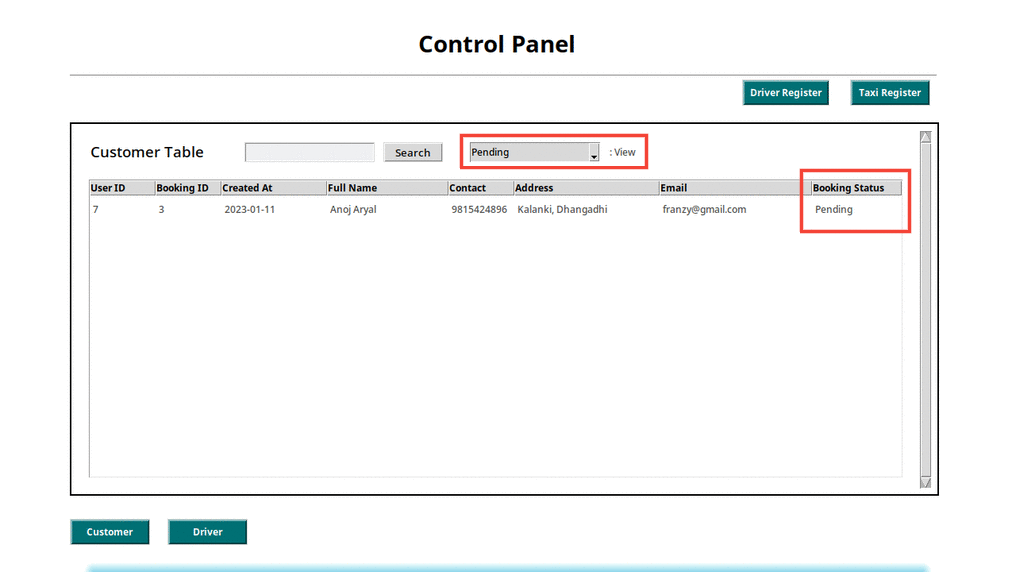 Control Panel
Driver Register Taxi Register
Customer Table Search Pending : View
User ID Booking ID Created At Full Name Contact Address Email Booking Status
7 3 2023-01-11 Anoj Aryal 9815424896 Kalanki, Dhangadhi franzy@gmail.com Pending
Customer Driver